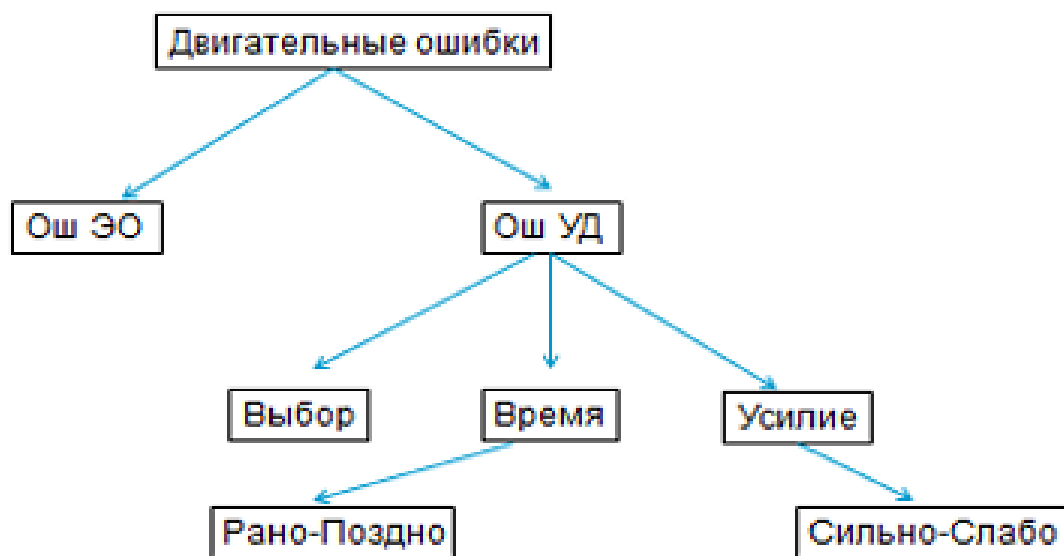 Двигательные ошибки
Ош ЭО
Ош УД
Выбор
Время
Усилие
Рано-Поздно
Сильно-Слабо